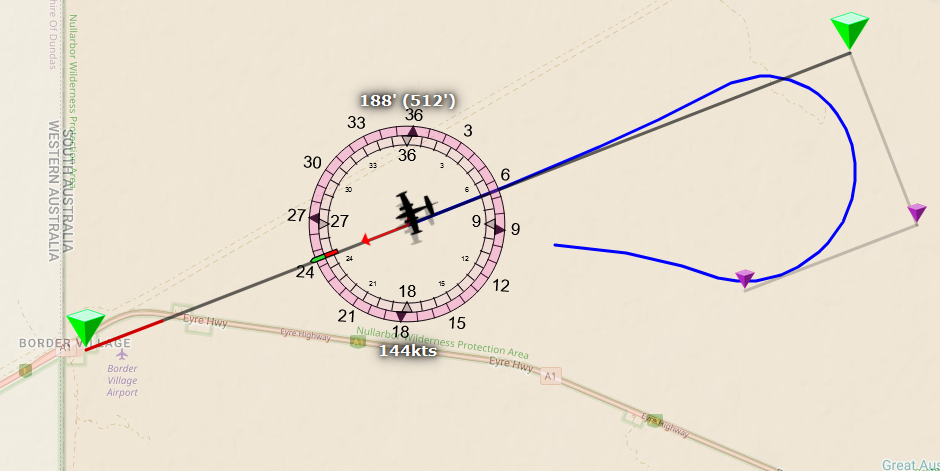 hire Of Dundas
Nullarbor Wilderness Protection Area
SOUTH AUSTRALIA
WESTERN AUSTRALIA
188' (512')
36
3
6
9
12
15
18
21
24
27
30
33
36
3
6
9
12
15
18
21
24
27
30
33
144kts
BORDER VILLAGE
A1
Border
Village
Airport
Eyre Hwy
Eyre Highway
Nullarbor Wilderness Protection Area
Eyre Hwy
A1
Eyre Highway
Great Aus